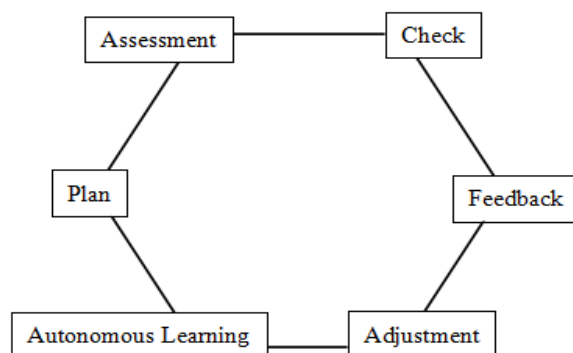 Assessment
Check
Plan
Feedback
Autonomous Learning
Adjustment